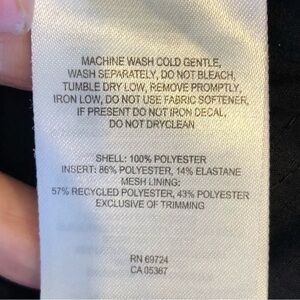 MACHINE WASH COLD GENTLE,
WASH SEPARATELY, DO NOT BLEACH,
TUMBLE DRY LOW, REMOVE PROMPTLY,
IRON LOW, DO NOT USE FABRIC SOFTENER,
IF PRESENT DO NOT IRON DECAL,
DO NOT DRYCLEAN
SHELL: 100% POLYESTER
INSERT: 86% POLYESTER, 14% ELASTANE
MESH LINING:
57% RECYCLED POLYESTER, 43% POLYESTER
EXCLUSIVE OF TRIMMING
RN 69724
CA 05367